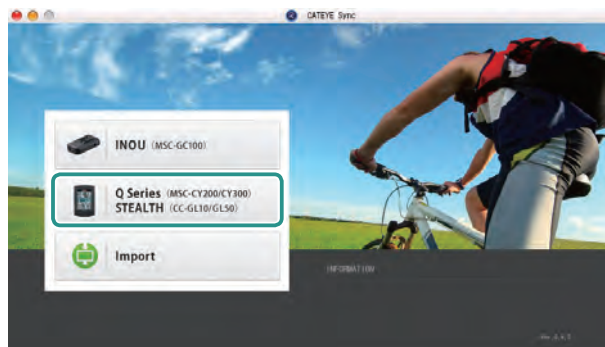 CATEYE Sync
INOU (MSC-GC100)
Q Series (MSC-CY200/CY300)
STEALTH (CC-GL10/GL50)
Import
INFORMATION